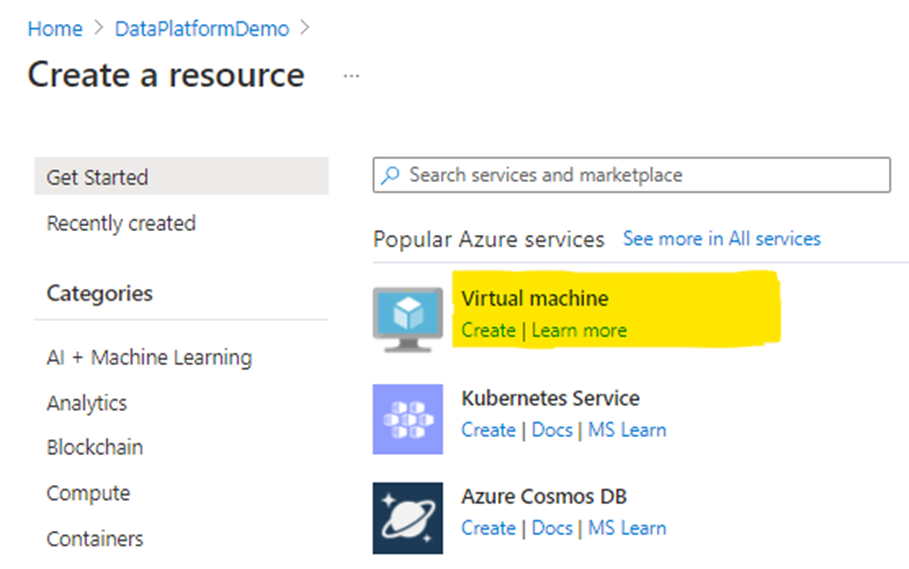 Home > DataPlatformDemo >
Create a resource ...
Get Started
Recently created
Categories
AI + Machine Learning
Analytics
Blockchain
Compute
Containers
Search services and marketplace
Popular Azure services See more in All services
Virtual machine
Create | Learn more
Kubernetes Service
Create | Docs | MS Learn
Azure Cosmos DB
Create | Docs | MS Learn